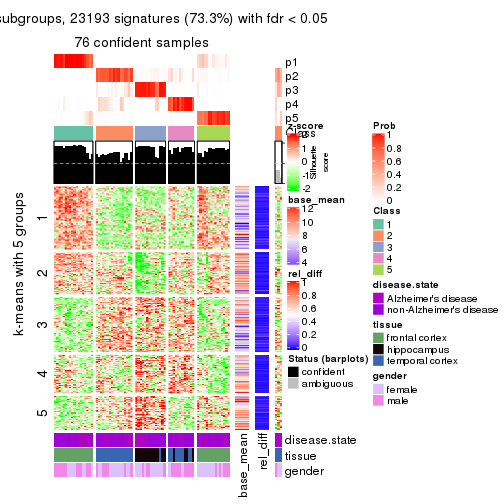 subgroups, 23193 signatures (73.3%) with fdr < 0.05
76 confident samples
p1
p2
p3
p4
p5
Class
Silhouette
score
k-means with 5 groups
1
2
3
4
5
z-score
2
1
0
-1
-2
base_mean
12
10
8
6
4
rel_diff
1
0.8
0.6
0.4
0.2
0
Status (barplots)
confident
ambiguous
Prob
1
0.8
0.6
0.4
0.2
0
Class
1
2
3
4
5
disease.state
Alzheimer's disease
non-Alzheimer's disease
tissue
frontal cortex
hippocampus
temporal cortex
gender
female
male
disease.state
tissue
gender
base_mean
rel_diff